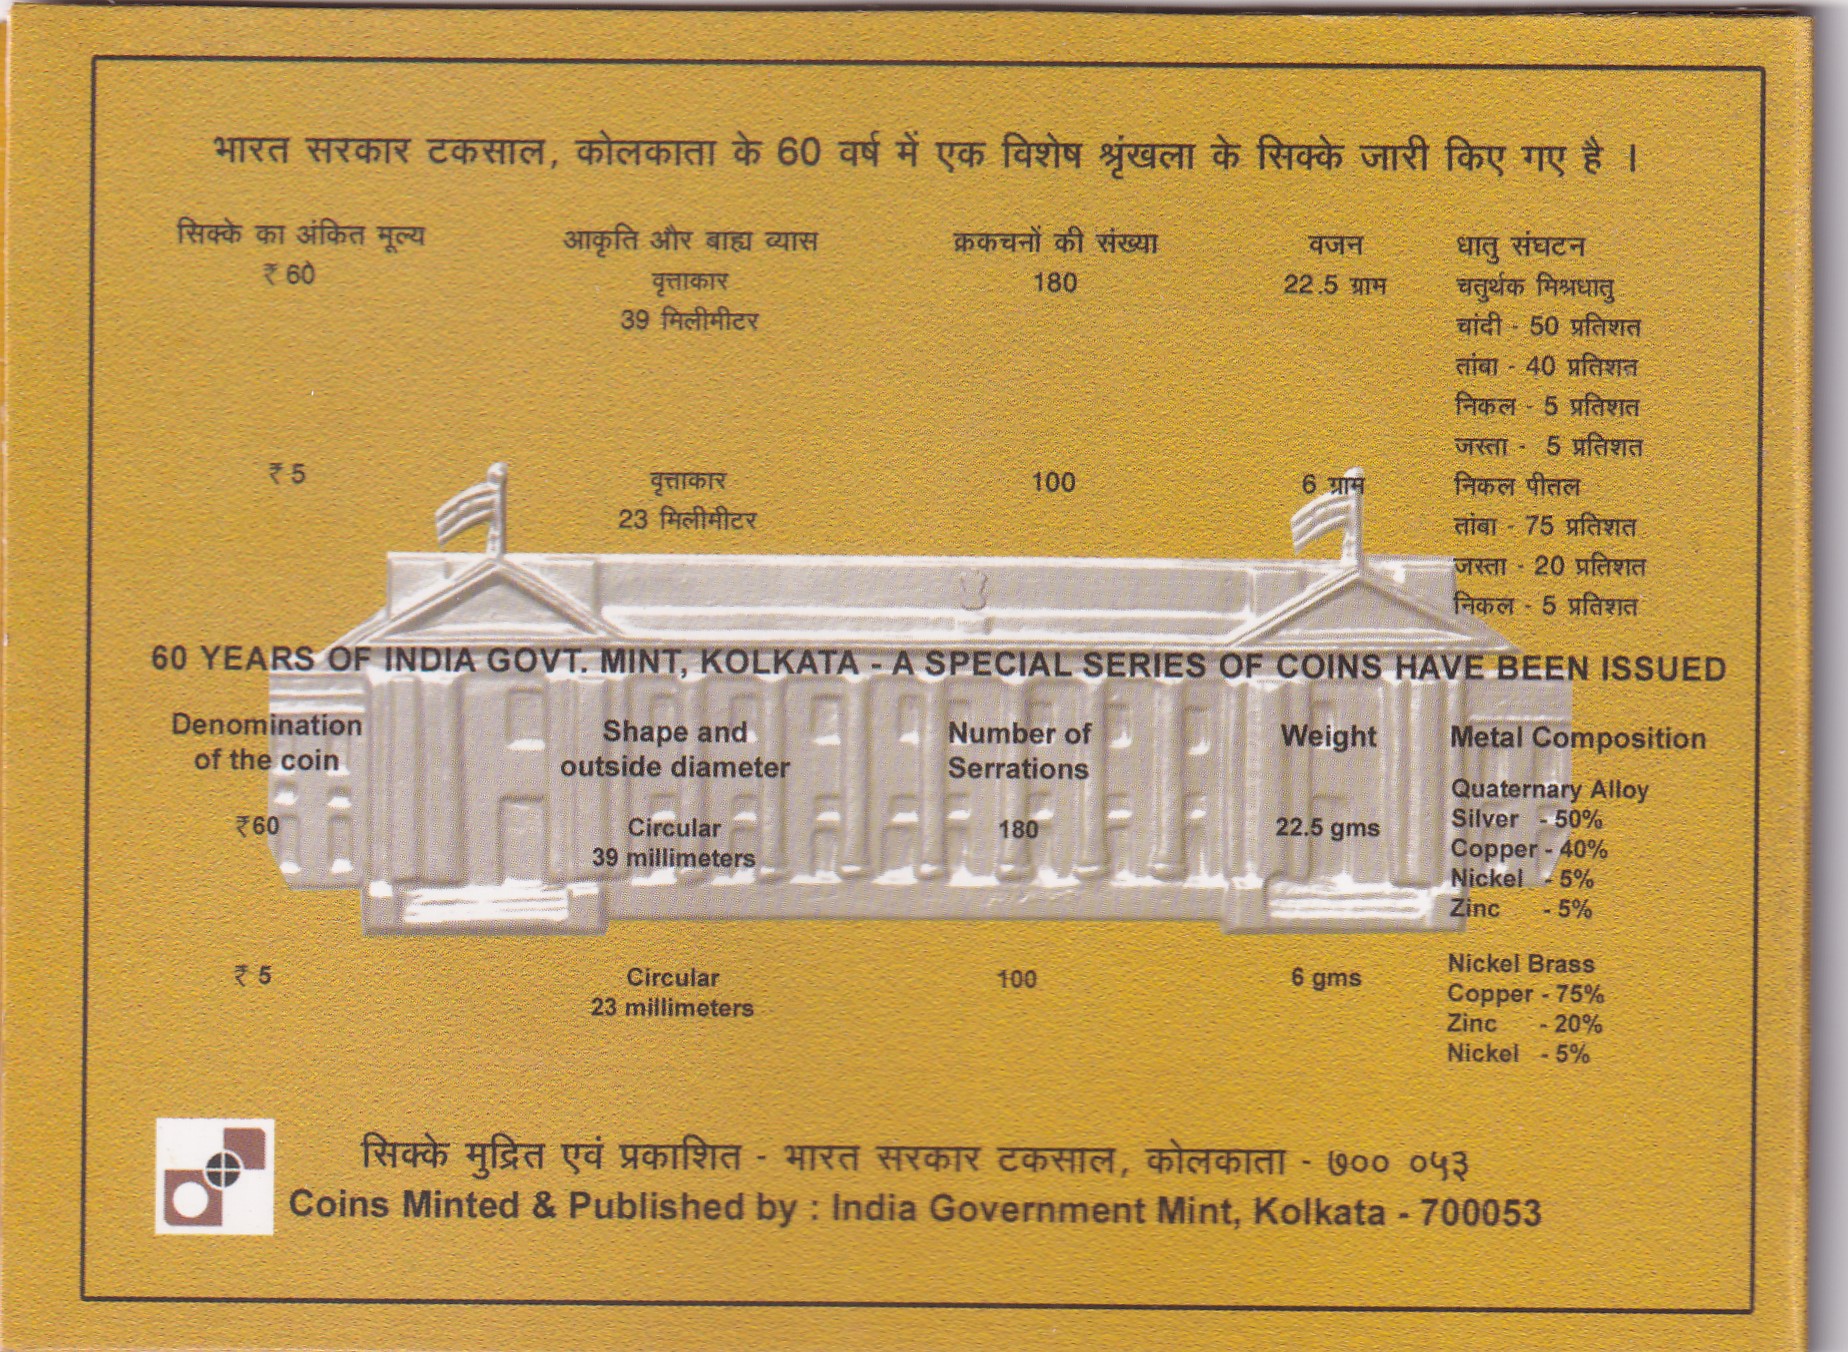 भारत सरकार टकसाल, कोलकाता के 60 वर्ष में एक विशेष श्रृंखला के सिक्के जारी किए गए है ।
सिक्के का अंकित मूल्य आकृति और बाह्य व्यास क्रकचनों की संख्या वजन धातु संघटन
₹ 60 वृत्ताकार 180 22.5 ग्राम चतुर्थक मिश्रधातु
39 मिलीमीटर चांदी - 50 प्रतिशत
तांबा - 40 प्रतिशत
निकल - 5 प्रतिशत
जस्ता - 5 प्रतिशत
₹ 5 वृत्ताकार 100 6 ग्राम निकल पीतल
23 मिलीमीटर तांबा - 75 प्रतिशत
जस्ता - 20 प्रतिशत
निकल - 5 प्रतिशत
60 YEARS OF INDIA GOVT. MINT, KOLKATA - A SPECIAL SERIES OF COINS HAVE BEEN ISSUED
Denomination Shape and Number of Weight Metal Composition
of the coin outside diameter Serrations
Quaternary Alloy
₹60 Circular 180 22.5 gms Silver - 50%
39 millimeters Copper - 40%
Nickel - 5%
Zinc - 5%
₹ 5 Circular 100 6 gms Nickel Brass
23 millimeters Copper - 75%
Zinc - 20%
Nickel - 5%
सिक्के मुद्रित एवं प्रकाशित - भारत सरकार टकसाल, कोलकाता - ७०० ०५३
Coins Minted & Published by : India Government Mint, Kolkata - 700053